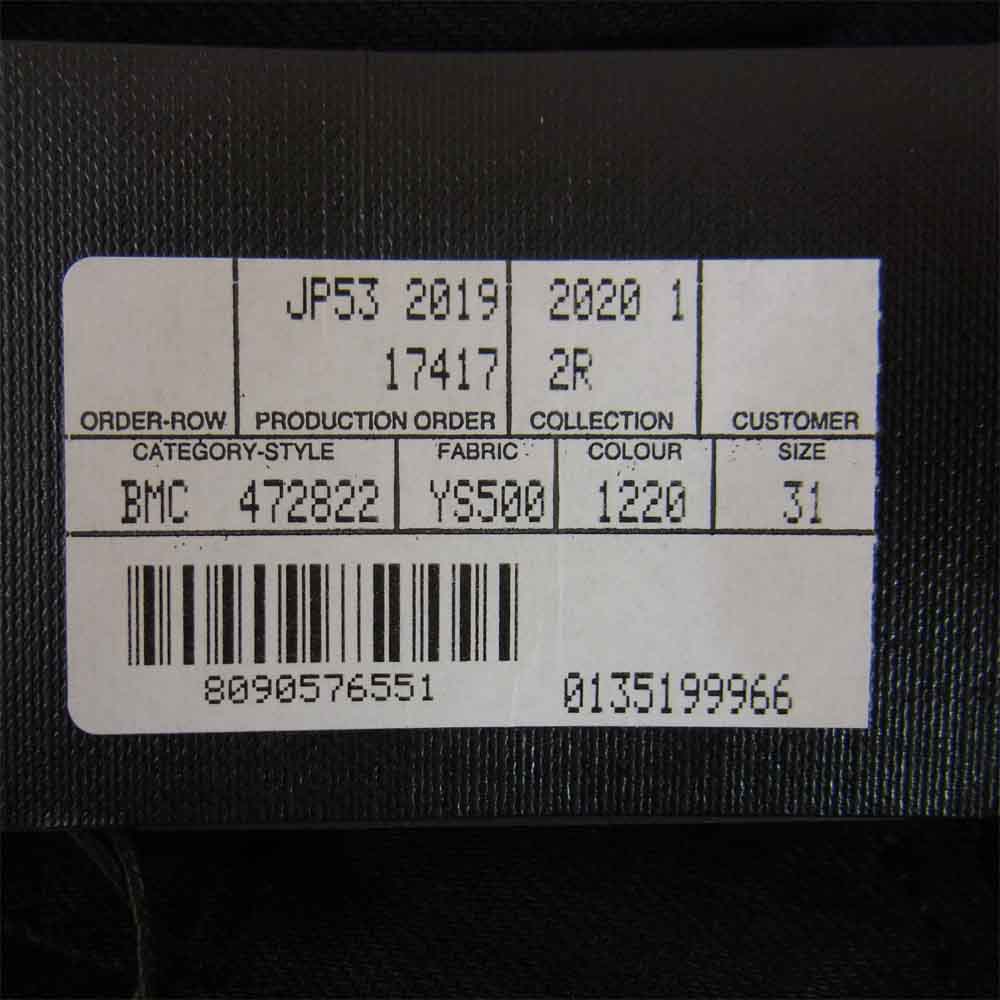 JP53 2019 2020 1
17417 2R
ORDER-ROW PRODUCTION ORDER COLLECTION CUSTOMER
CATEGORY-STYLE FABRIC COLOUR SIZE
BMC 472822 YS500 1220 31
8090576551 0135199966